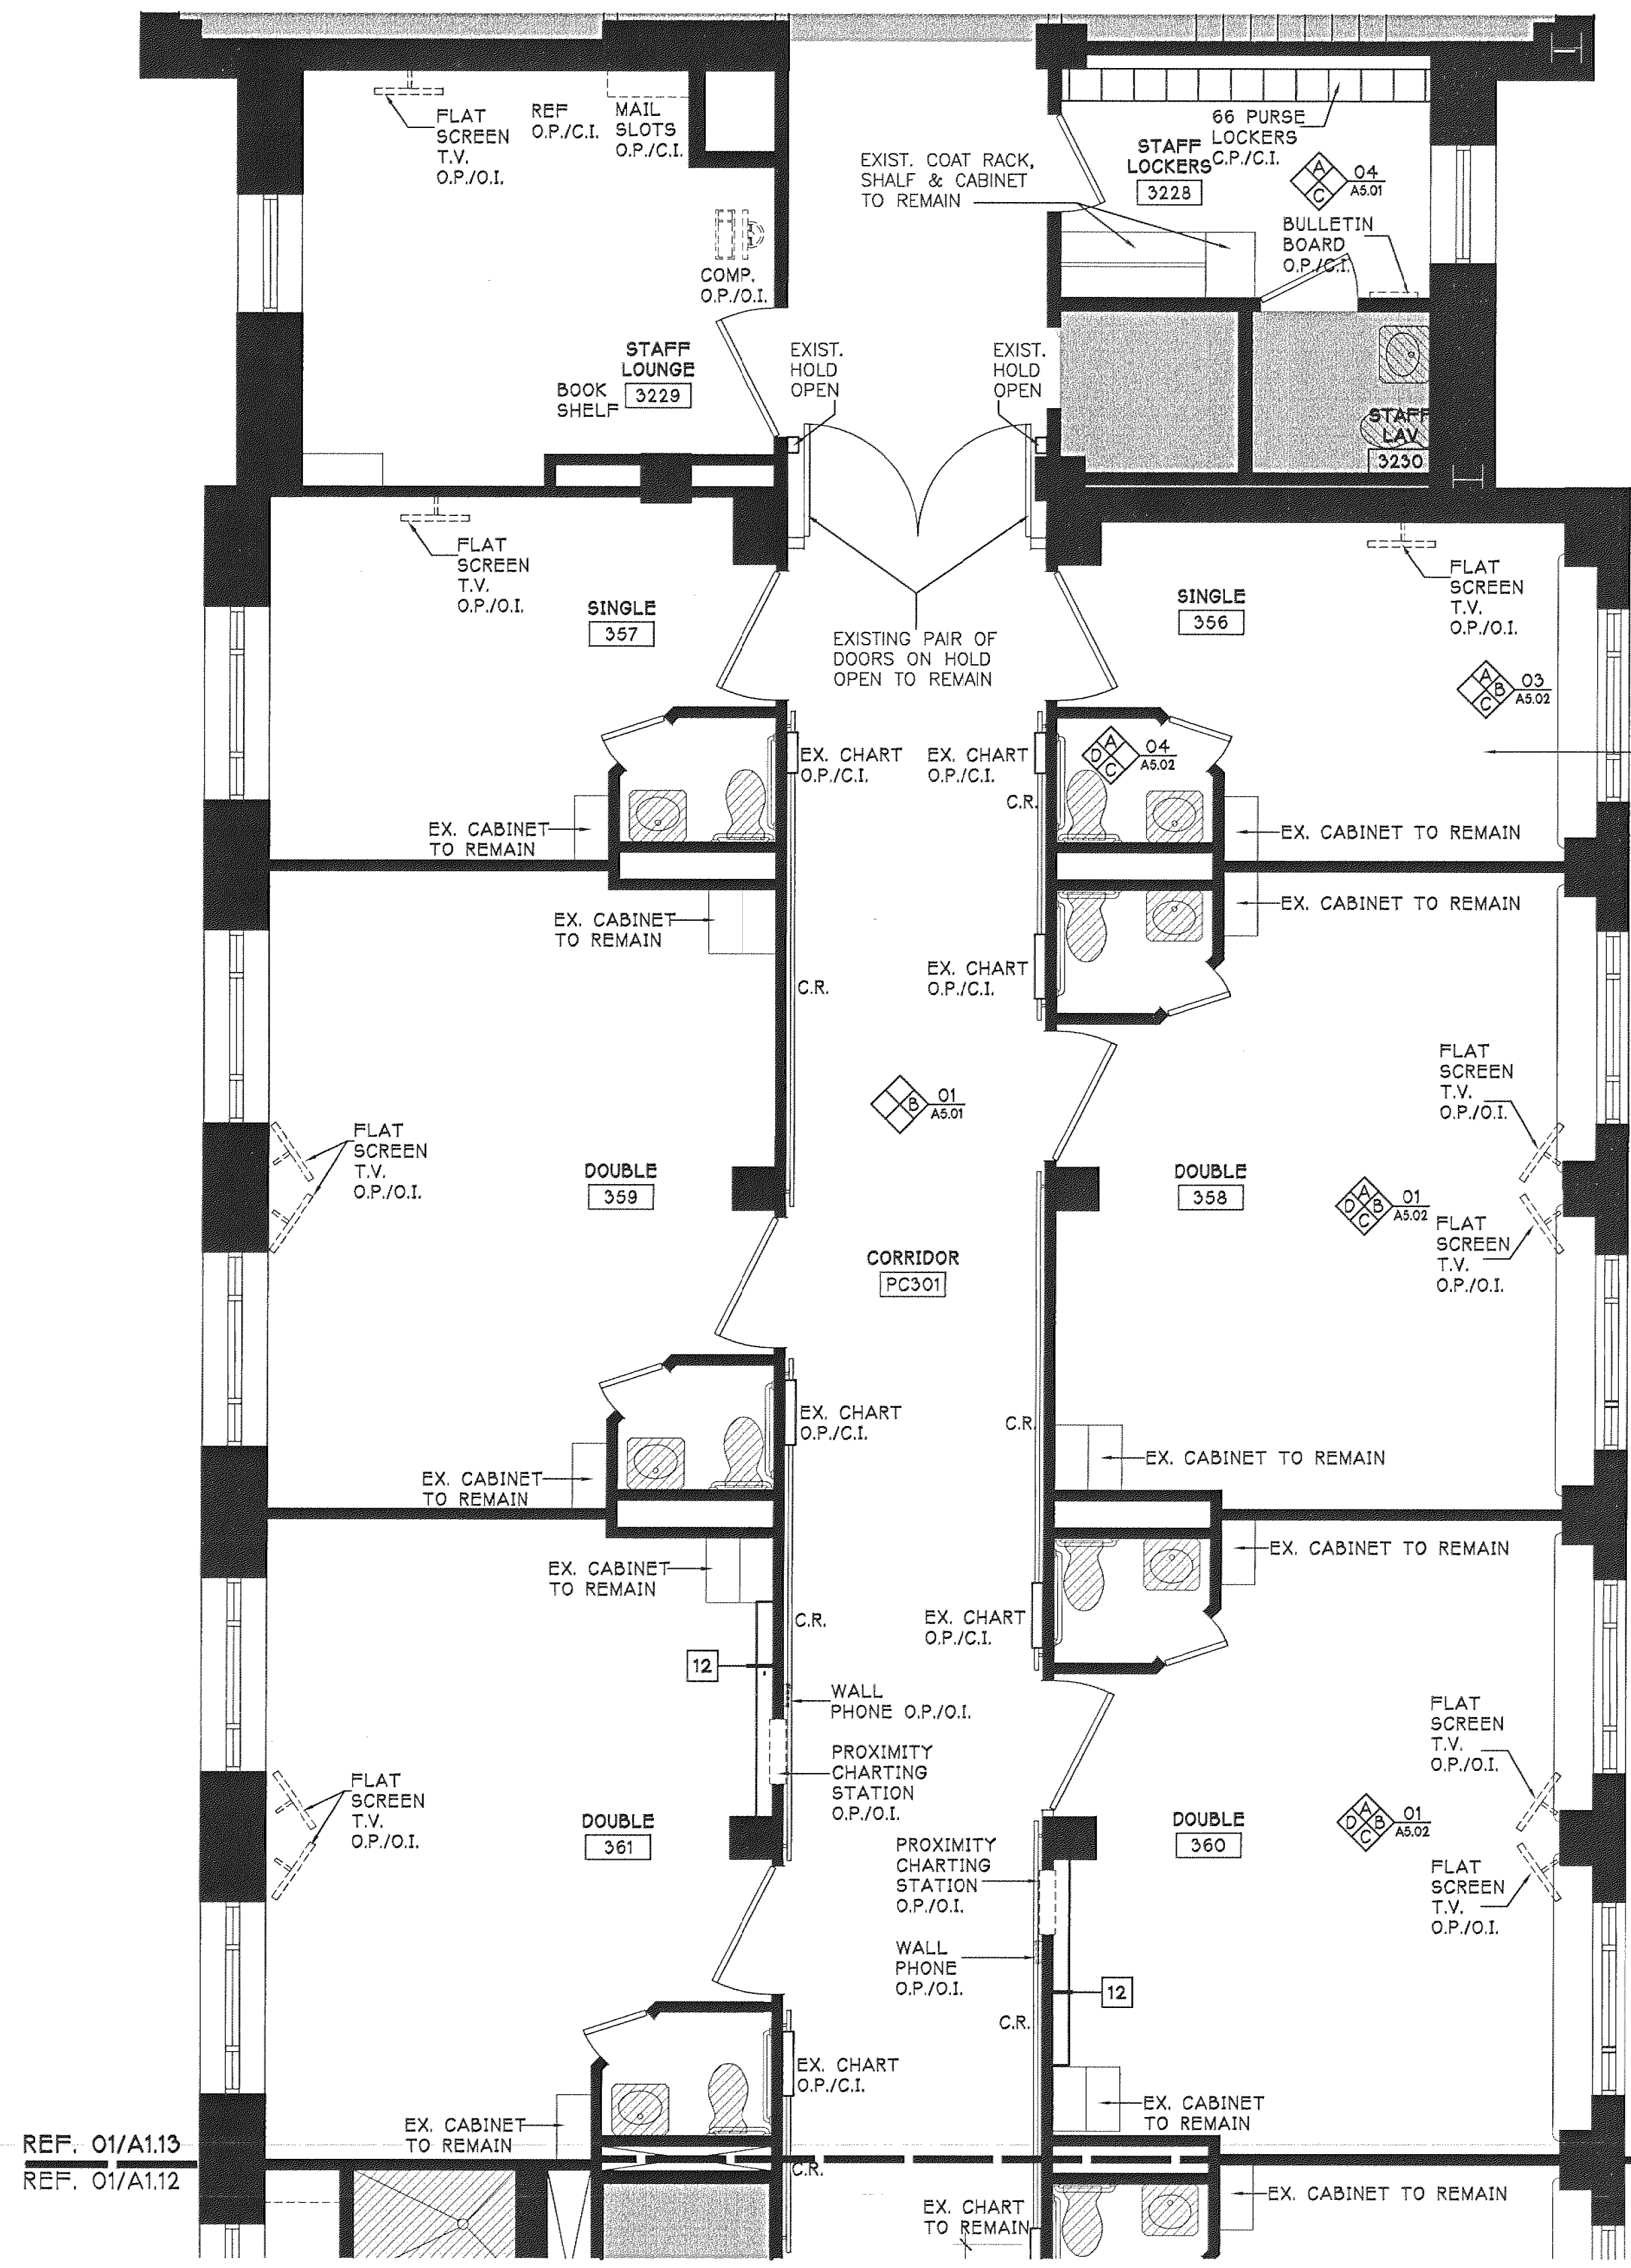 FLAT
SCREEN
T.V.
O.P./O.I.
REF
O.P./C.I.
MAIL
SLOTS
O.P./C.I.
EXIST. COAT RACK,
SHALF & CABINET
TO REMAIN
66 PURSE
LOCKERS
C.P./C.I.
STAFF
LOCKERS
3228
A
C
04
A5.01
BULLETIN
BOARD
O.P./C.I.
COMP.
O.P./O.I.
STAFF
LOUNGE
3229
BOOK
SHELF
EXIST.
HOLD
OPEN
EXIST.
HOLD
OPEN
STAFF
LAV
3230
FLAT
SCREEN
T.V.
O.P./O.I.
SINGLE
357
EXISTING PAIR OF
DOORS ON HOLD
OPEN TO REMAIN
SINGLE
356
FLAT
SCREEN
T.V.
O.P./O.I.
A
B
C
03
A5.02
EX. CHART
O.P./C.I.
EX. CHART
O.P./C.I.
A
D
C
04
A5.02
C.R.
EX. CABINET
TO REMAIN
EX. CABINET TO REMAIN
EX. CABINET
TO REMAIN
EX. CABINET TO REMAIN
EX. CHART
O.P./C.I.
C.R.
B
01
A5.01
FLAT
SCREEN
T.V.
O.P./O.I.
FLAT
SCREEN
T.V.
O.P./O.I.
DOUBLE
359
DOUBLE
358
A
D B
C
01
A5.02
FLAT
SCREEN
T.V.
O.P./O.I.
CORRIDOR
PC301
EX. CHART
O.P./C.I.
C.R.
EX. CABINET
TO REMAIN
EX. CABINET TO REMAIN
EX. CABINET
TO REMAIN
EX. CABINET TO REMAIN
C.R.
EX. CHART
O.P./C.I.
12
WALL
PHONE O.P./O.I.
PROXIMITY
CHARTING
STATION
O.P./O.I.
FLAT
SCREEN
T.V.
O.P./O.I.
FLAT
SCREEN
T.V.
O.P./O.I.
DOUBLE
361
DOUBLE
360
A
D B
C
01
A5.02
PROXIMITY
CHARTING
STATION
O.P./O.I.
FLAT
SCREEN
T.V.
O.P./O.I.
WALL
PHONE
O.P./O.I.
12
C.R.
EX. CHART
O.P./C.I.
EX. CABINET
TO REMAIN
EX. CABINET
TO REMAIN
REF. 01/A1.13
REF. 01/A1.12
C.R.
EX. CHART
TO REMAIN
EX. CABINET TO REMAIN